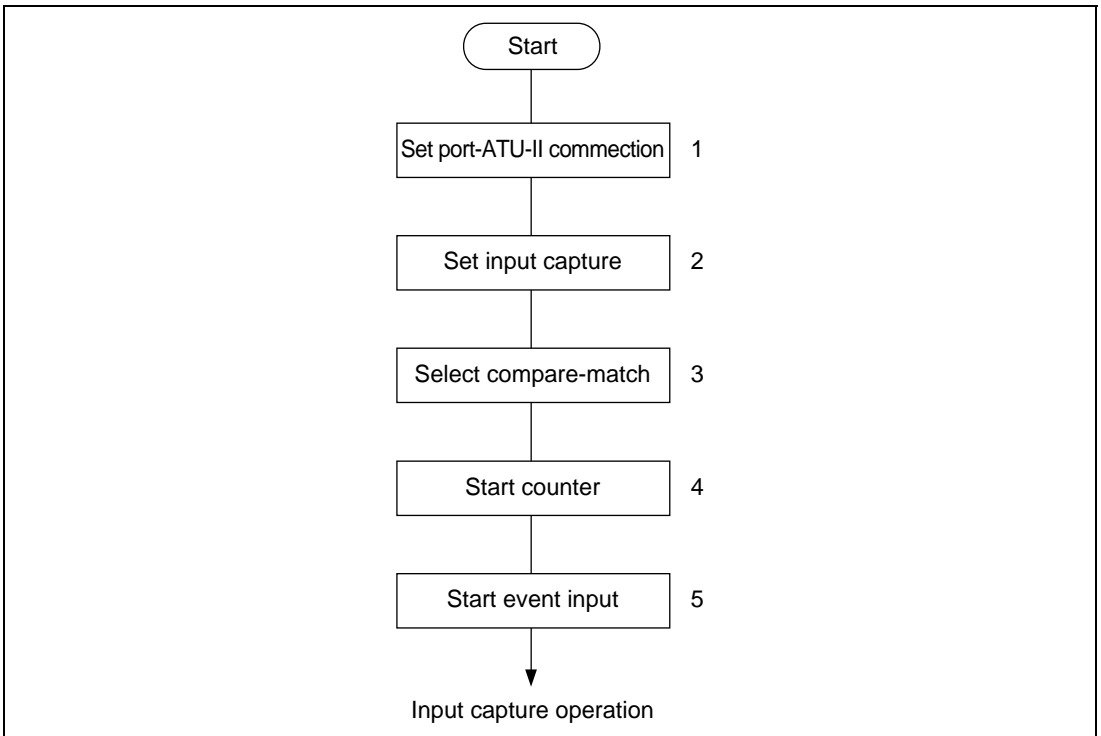 Start
Set port-ATU-II commection 1
Set input capture 2
Select compare-match 3
Start counter 4
Start event input 5
Input capture operation